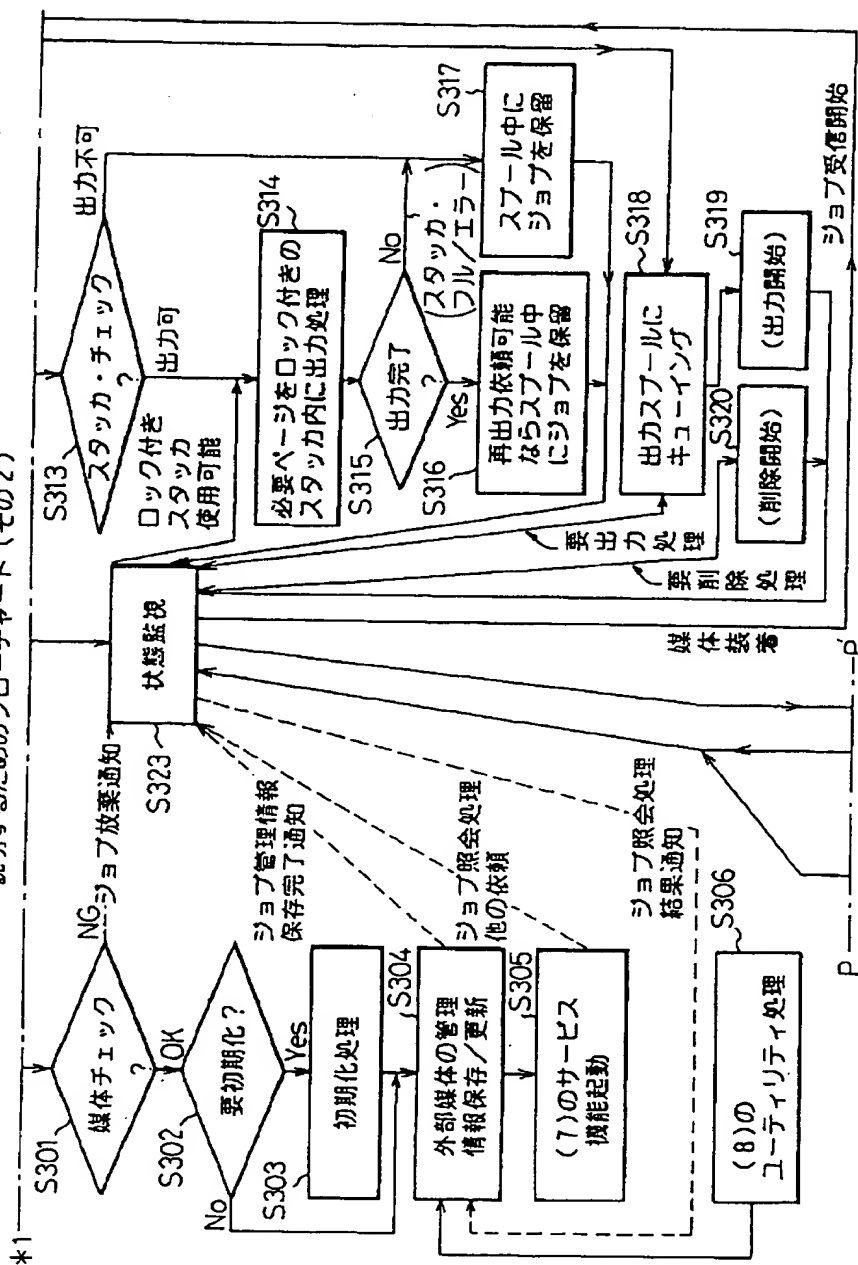 説明するためのフローチャート(その2)
*1
S301
媒体チェック
?
NG
ジョブ放棄通知
OK
S302
要初期化?
Yes
No
S303
初期化処理
S304
外部媒体の管理
情報保存/更新
S305
(7)のサービス
機能起動
S306
(8)の
ユーティリティ処理
ジョブ管理情報
保存完了通知
ジョブ照会処理
他の依頼
ジョブ照会処理
結果通知
S323
状態監視
S313
スタッカ・チェック
?
出力不可
出力可
ロック付き
スタッカ
使用可能
S314
必要ページをロック付きの
スタッカ内に出力処理
S315
出力完了
?
No
(スタッカ・
フル/エラー)
Yes
S316
再出力依頼可能
ならスプール中
にジョブを保留
S317
スプール中に
ジョブを保留
S318
出力スプールに
キューイング
S319
(出力開始)
S320
(削除開始)
要出力処理
要削除処理
媒体装着
ジョブ受信開始
P
P'